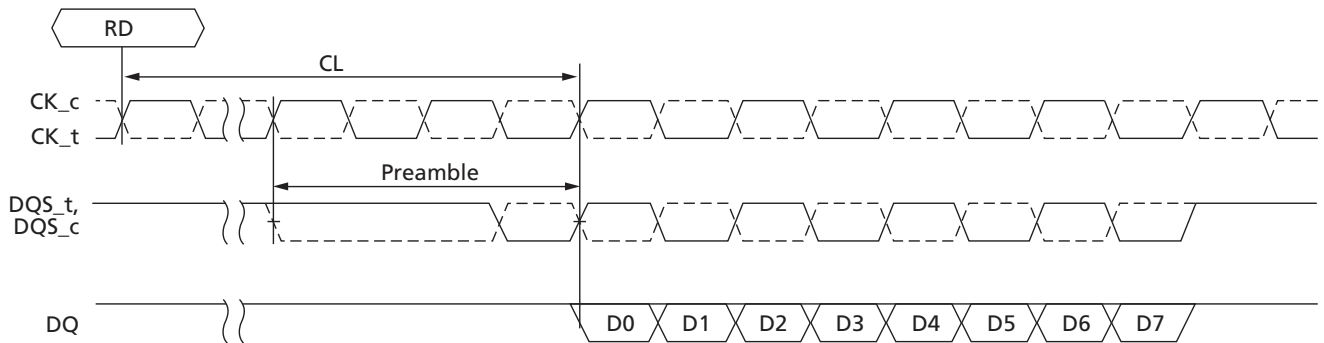 RD
CL
CK_c
CK_t
Preamble
DQS_t,
DQS_c
DQ
D0 D1 D2 D3 D4 D5 D6 D7